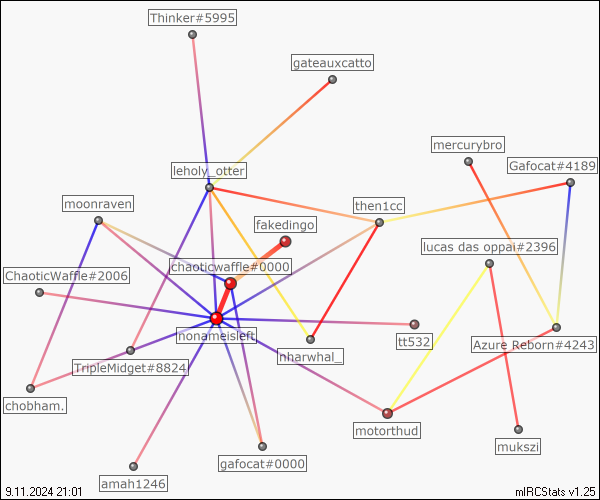 Thinker#5995
gateauxcatto
mercurybro
leholy_otter
Gafocat#4189
moonraven
then1cc
fakedingo
lucas das oppai#2396
chaoticwaffle#0000
ChaoticWaffle#2006
nonameisleft
tt532
nharwhal_
Azure Reborn#4243
TripleMidget#8824
chobham.
motorthud
mukszi
gafocat#0000
amah1246
9.11.2024 21:01
mIRCStats v1.25